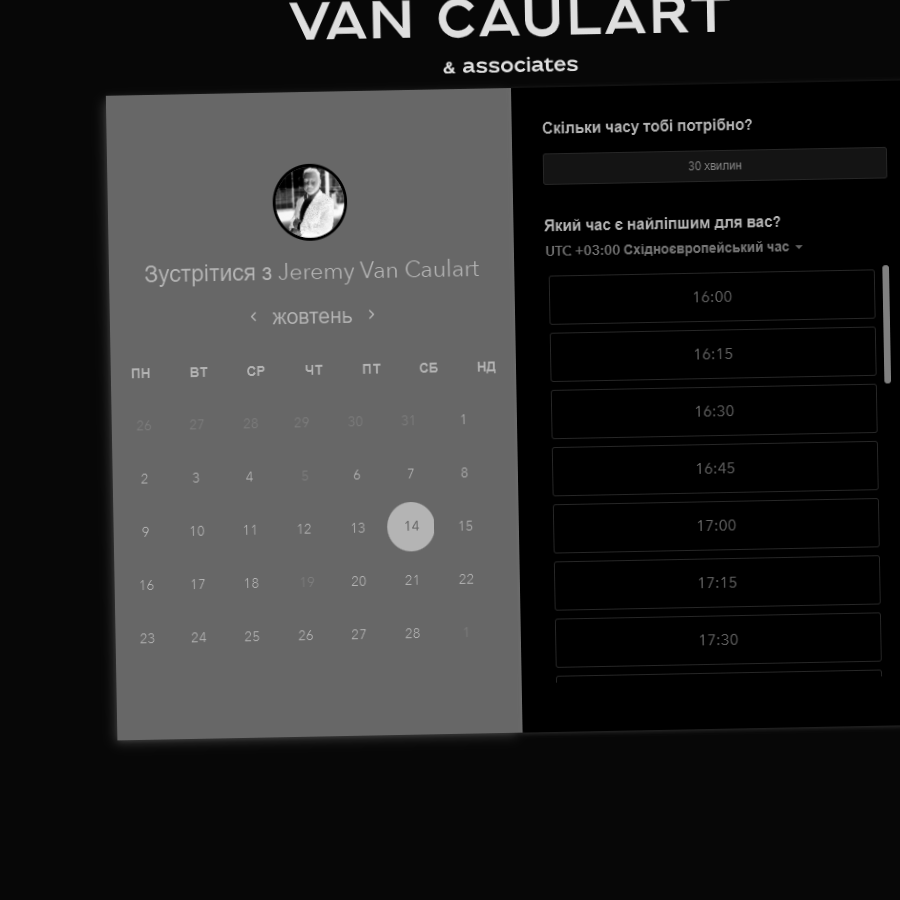 VAN CAULART
& associates
Зустрітися з Jeremy Van Caulart
жовтень
ПН ВТ СР ЧТ ПТ СБ НД
26 27 28 29 30 31 1
2 3 4 5 6 7 8
9 10 11 12 13 14 15
16 17 18 19 20 21 22
23 24 25 26 27 28 1
Скільки часу тобі потрібно?
30 хвилин
Який час є найліпшим для вас?
UTC +03:00 Східноєвропейський час
16:00
16:15
16:30
16:45
17:00
17:15
17:30